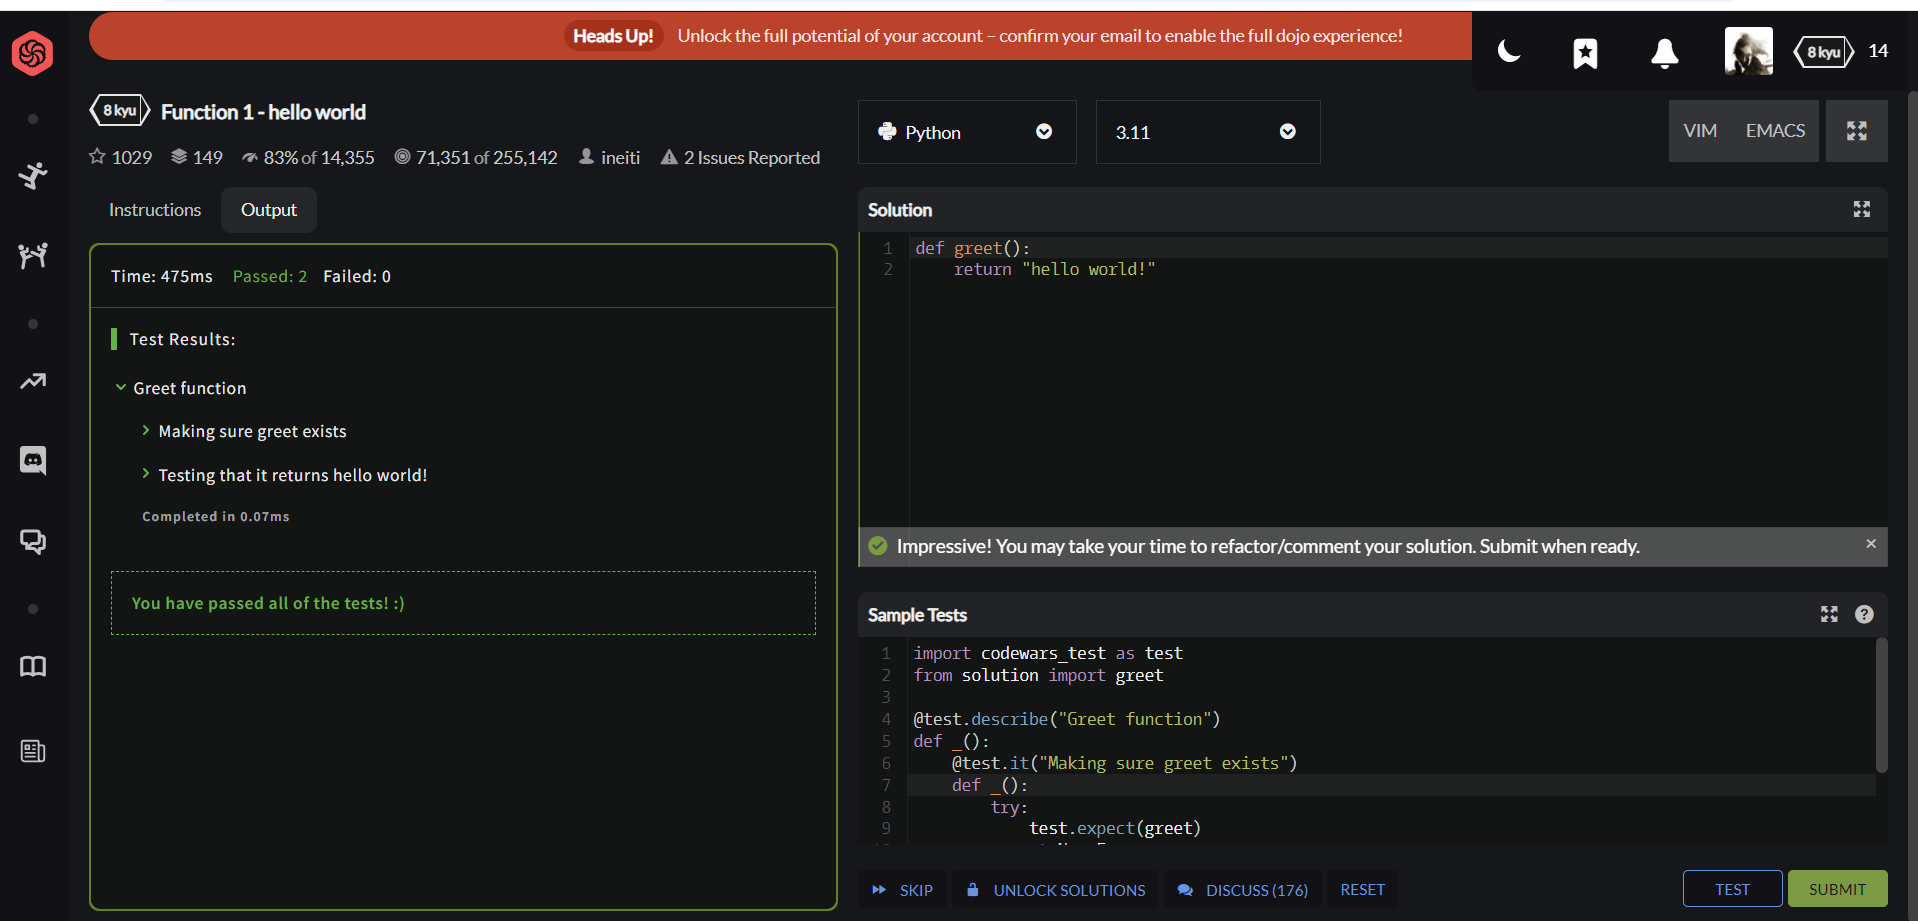 Heads Up! Unlock the full potential of your account – confirm your email to enable the full dojo experience!
8 kyu 14
8 kyu Function 1 - hello world
1029 149 83% of 14,355 71,351 of 255,142 ineiti 2 Issues Reported
Instructions Output
Time: 475ms Passed: 2 Failed: 0
Test Results:
Greet function
Making sure greet exists
Testing that it returns hello world!
Completed in 0.07ms
You have passed all of the tests! :)
Python 3.11 VIM EMACS
Solution
1 def greet():
2     return "hello world!"
Impressive! You may take your time to refactor/comment your solution. Submit when ready. ×
Sample Tests ?
1 import codewars_test as test
2 from solution import greet
3
4 @test.describe("Greet function")
5 def _():
6     @test.it("Making sure greet exists")
7     def _():
8         try:
9             test.expect(greet)
SKIP UNLOCK SOLUTIONS DISCUSS (176) RESET TEST SUBMIT